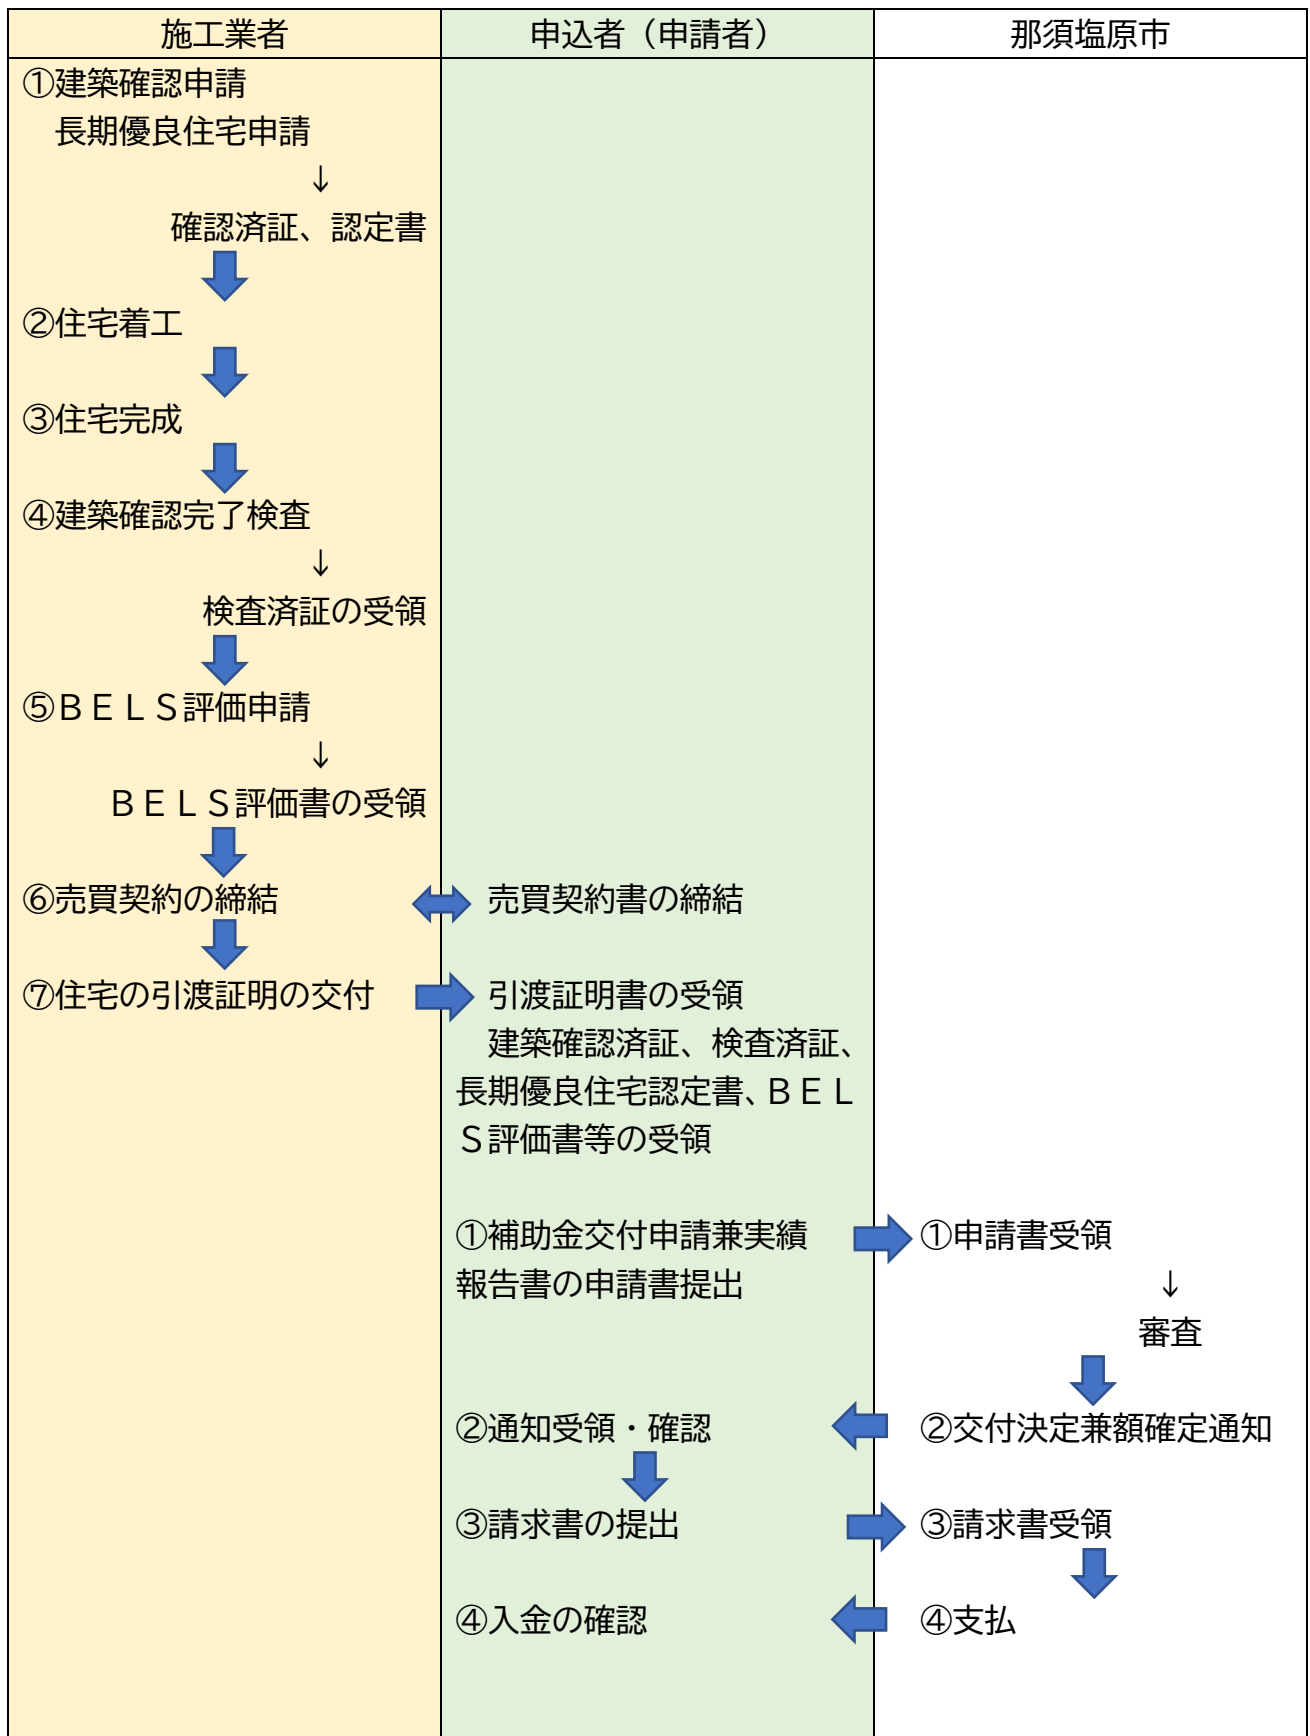 施工業者
申込者（申請者）
那須塩原市
①建築確認申請
長期優良住宅申請
↓
確認済証、認定書
②住宅着工
③住宅完成
④建築確認完了検査
↓
検査済証の受領
⑤ＢＥＬＳ評価申請
↓
ＢＥＬＳ評価書の受領
⑥売買契約の締結
売買契約書の締結
⑦住宅の引渡証明の交付
引渡証明書の受領
建築確認済証、検査済証、
長期優良住宅認定書、ＢＥＬ
Ｓ評価書等の受領
①補助金交付申請兼実績
報告書の申請書提出
①申請書受領
↓
審査
②通知受領・確認
②交付決定兼額確定通知
③請求書の提出
③請求書受領
④入金の確認
④支払